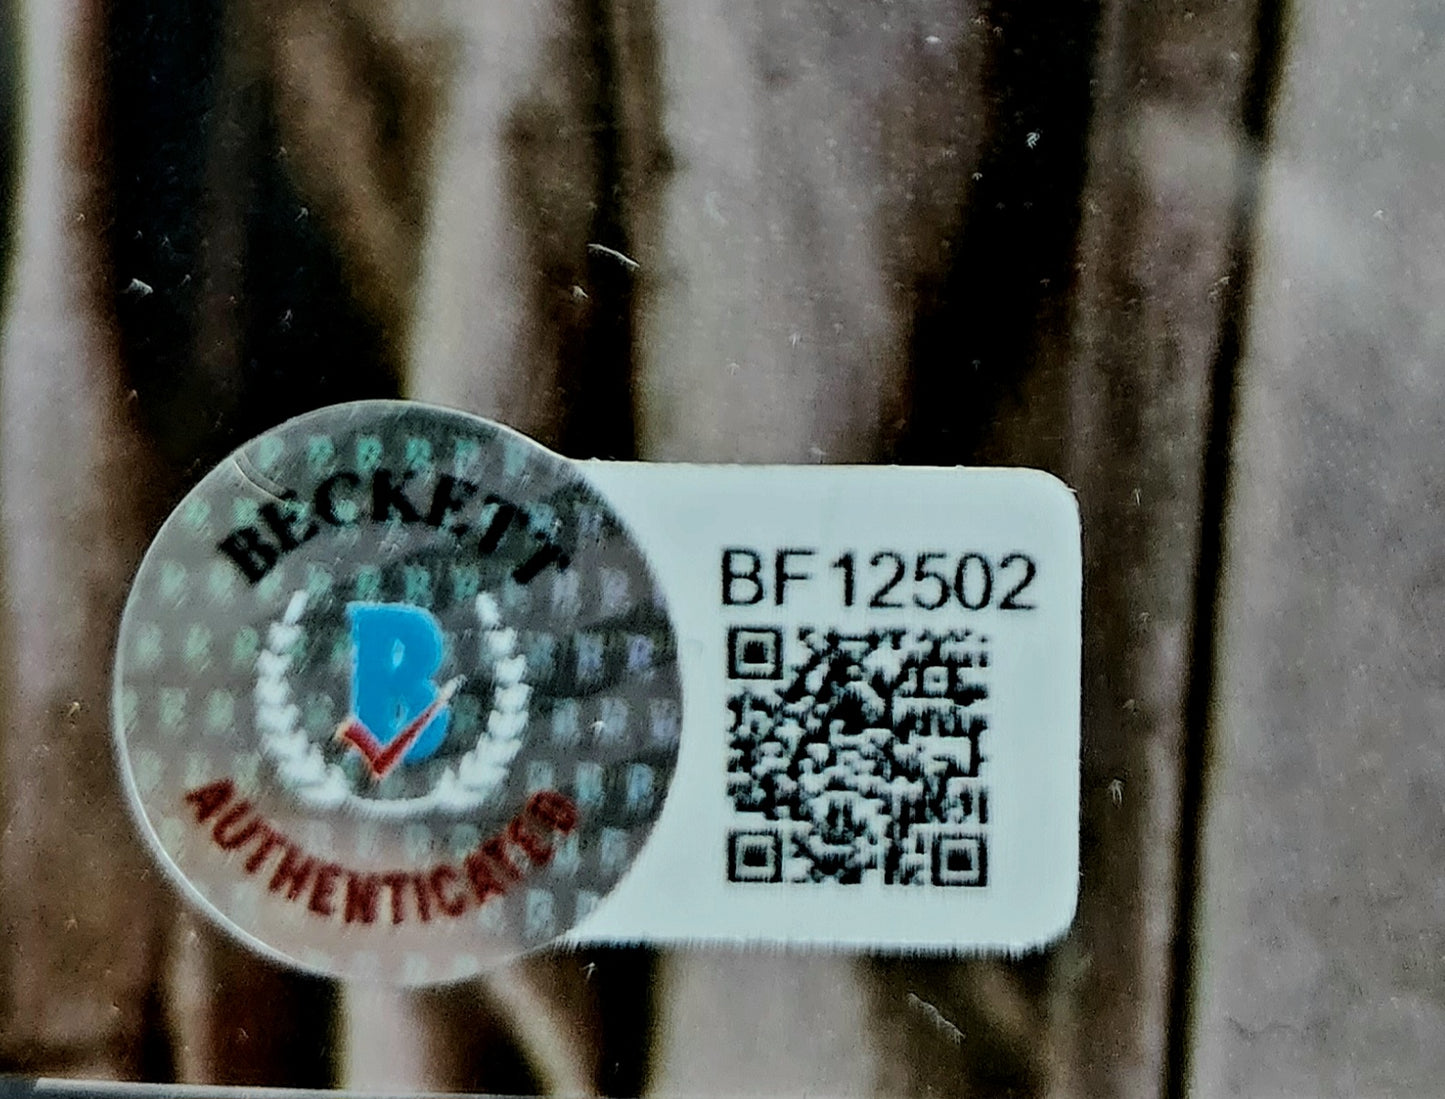 BECKETT
B
AUTHENTICATED
BF12502